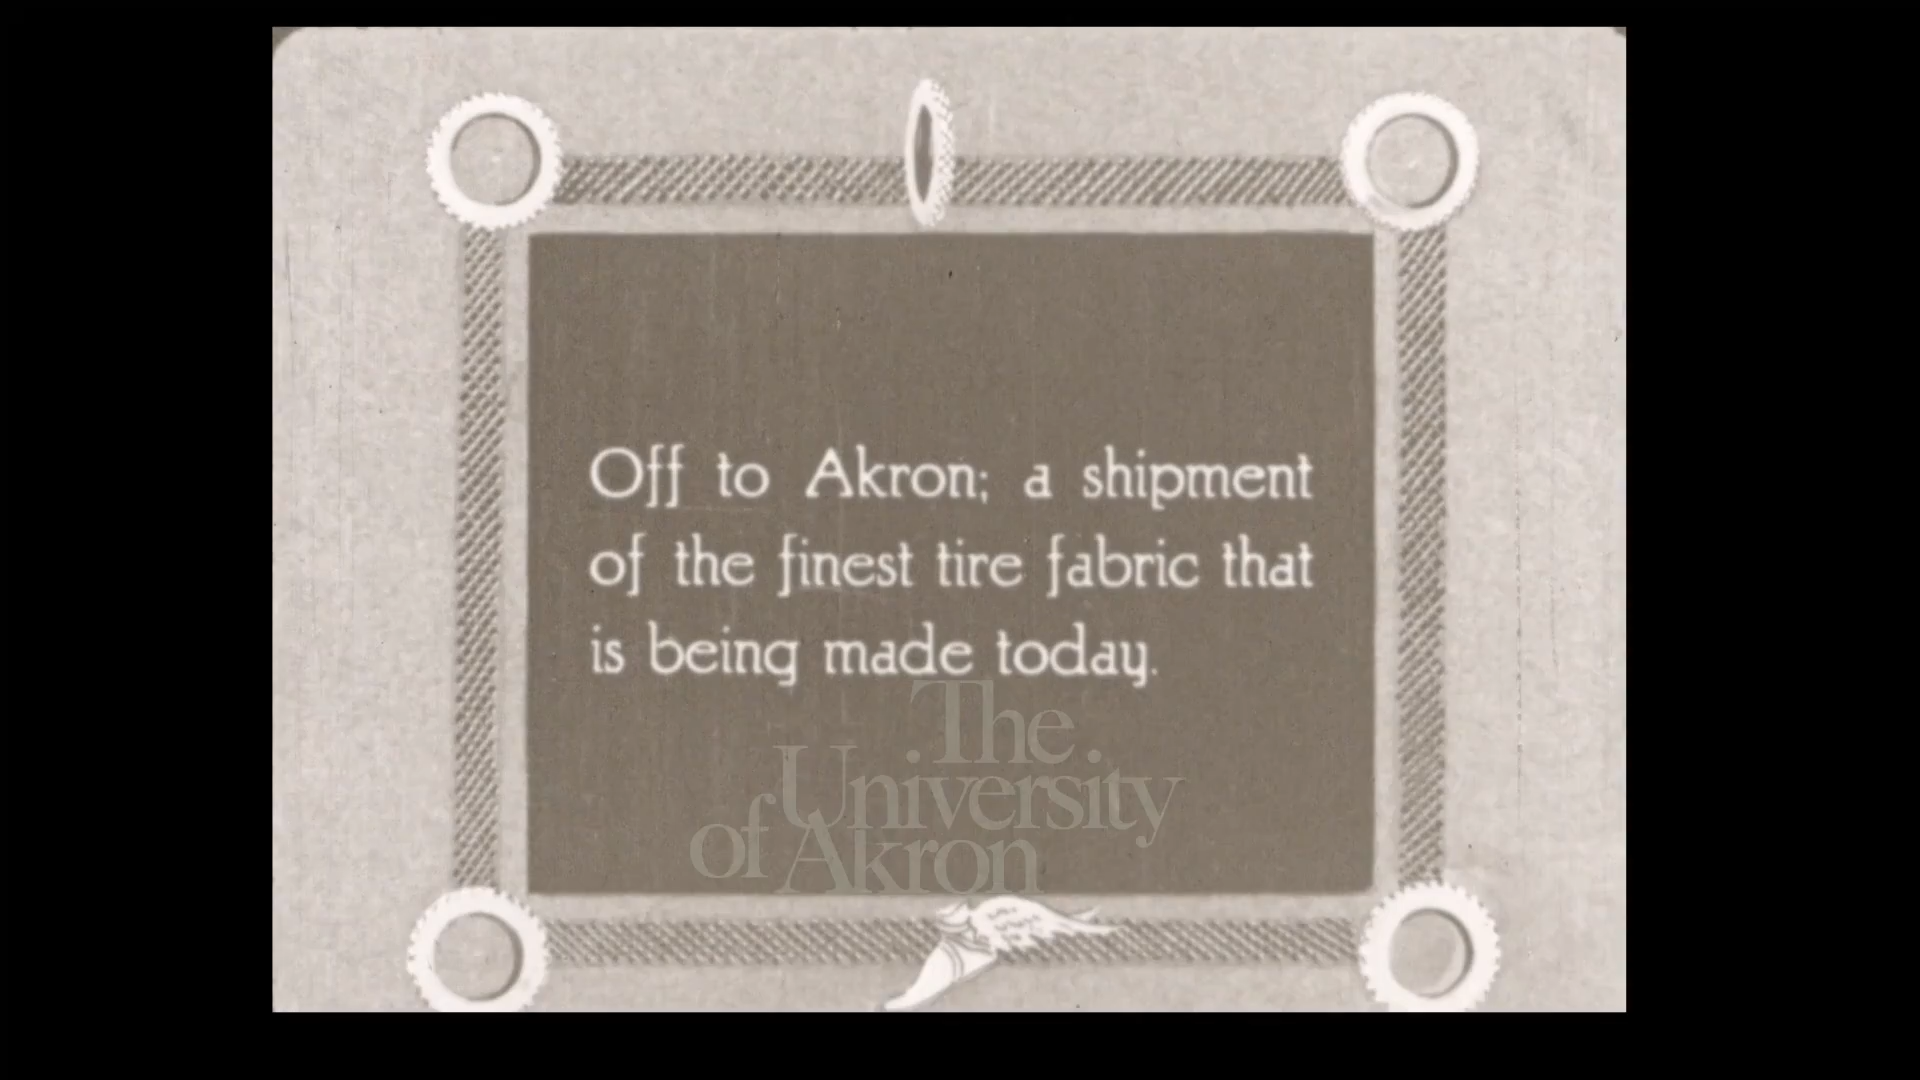 Off to Akron; a shipment
of the finest tire fabric that
is being made today.
The
University
of Akron